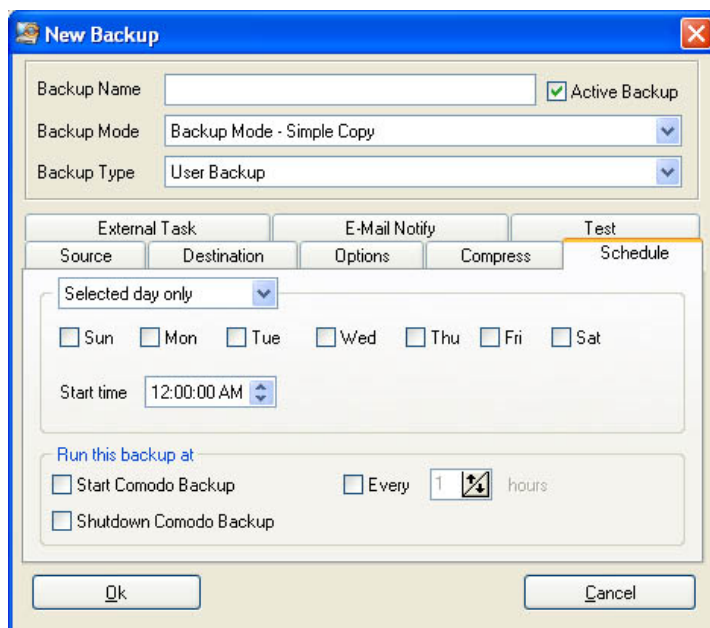 New Backup
Backup Name
Active Backup
Backup Mode Backup Mode - Simple Copy
Backup Type User Backup
External Task E-Mail Notify Test
Source Destination Options Compress Schedule
Selected day only
Sun Mon Tue Wed Thu Fri Sat
Start time 12:00:00 AM
Run this backup at
Start Comodo Backup Every 1 hours
Shutdown Comodo Backup
Ok Cancel